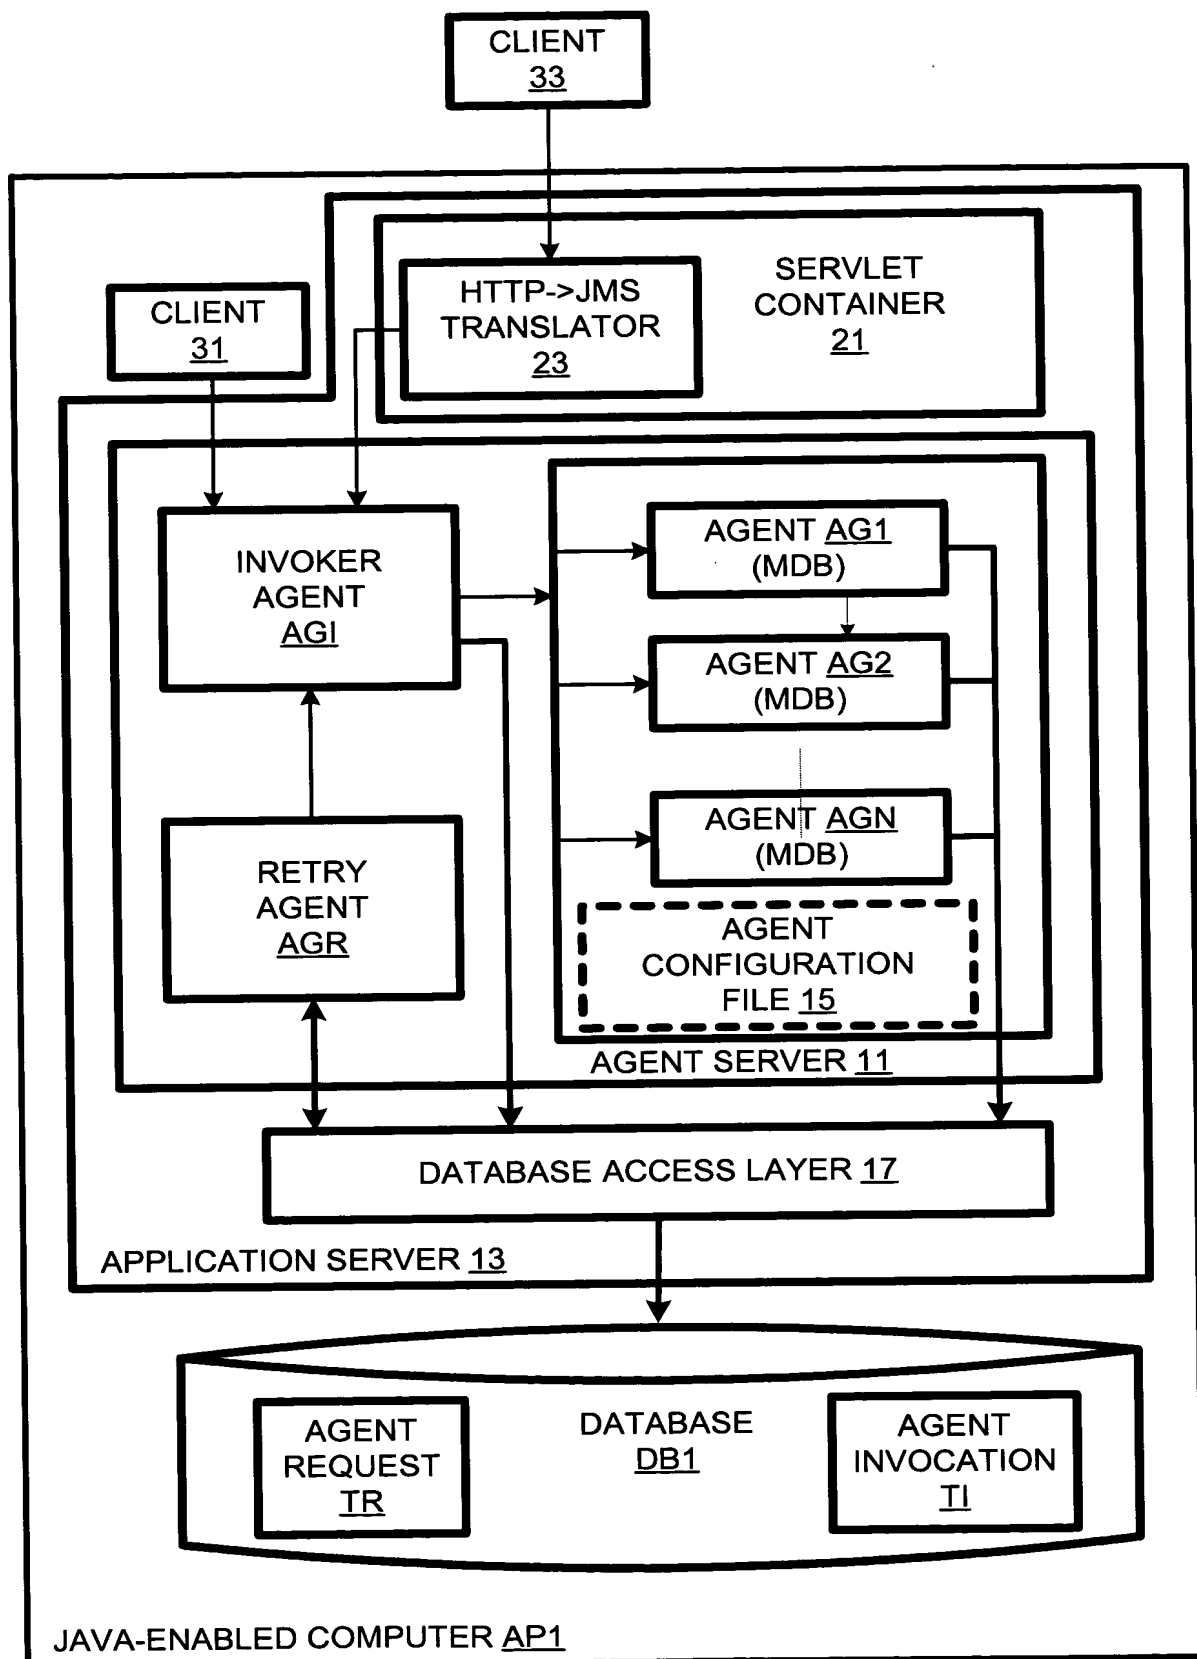 CLIENT
33
SERVLET
CONTAINER
21
HTTP->JMS
TRANSLATOR
23
CLIENT
31
INVOKER
AGENT
AGI
AGENT AG1
(MDB)
AGENT AG2
(MDB)
AGENT AGN
(MDB)
RETRY
AGENT
AGR
AGENT
CONFIGURATION
FILE 15
AGENT SERVER 11
DATABASE ACCESS LAYER 17
APPLICATION SERVER 13
AGENT
REQUEST
TR
DATABASE
DB1
AGENT
INVOCATION
TI
JAVA-ENABLED COMPUTER AP1